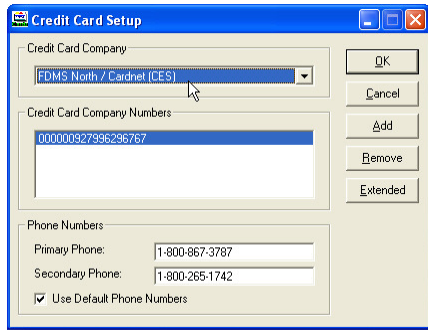 Credit Card Setup
Credit Card Company
FDMS North / Cardnet (CES)
OK
Cancel
Credit Card Company Numbers
000000927996296767
Add
Remove
Extended
Phone Numbers
Primary Phone: 1-800-867-3787
Secondary Phone: 1-800-265-1742
Use Default Phone Numbers